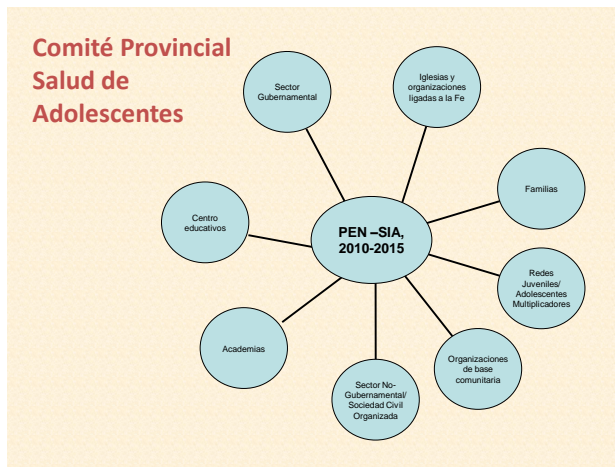 Comité Provincial
Salud de
Adolescentes
Sector
Gubernamental
Iglesias y
organizaciones
ligadas a la Fe
Familias
Redes
Juveniles/
Adolescentes
Multiplicadores
Organizaciones
de base
comunitaria
Sector No-
Gubernamental/
Sociedad Civil
Organizada
Academias
Centro
educativos
PEN –SIA,
2010-2015